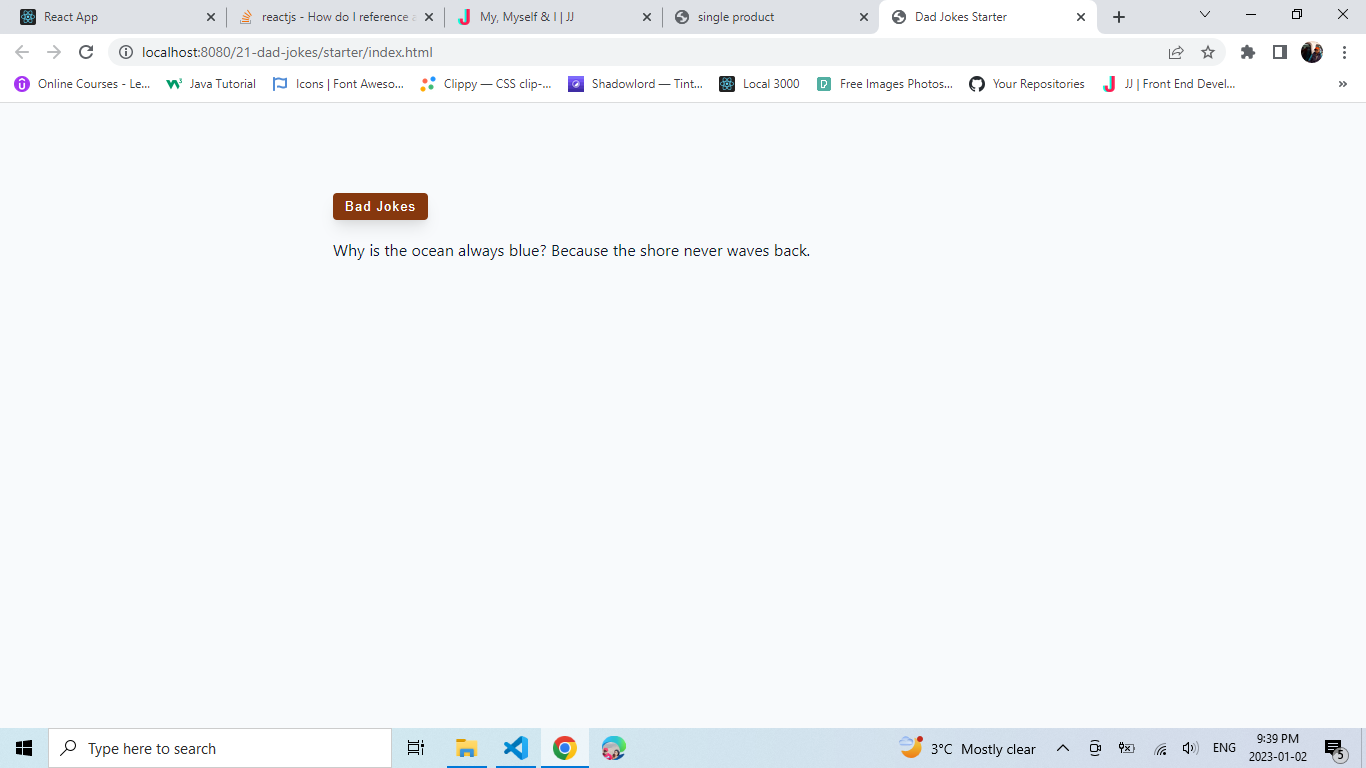 React App
reactjs - How do I reference a
My, Myself & I | JJ
single product
Dad Jokes Starter
localhost:8080/21-dad-jokes/starter/index.html
Online Courses - Le...
Java Tutorial
Icons | Font Aweso...
Clippy — CSS clip-...
Shadowlord — Tint...
Local 3000
Free Images Photos...
Your Repositories
JJ | Front End Devel...
»
Bad Jokes
Why is the ocean always blue? Because the shore never waves back.
Type here to search
3°C Mostly clear
ENG
9:39 PM
2023-01-02
5